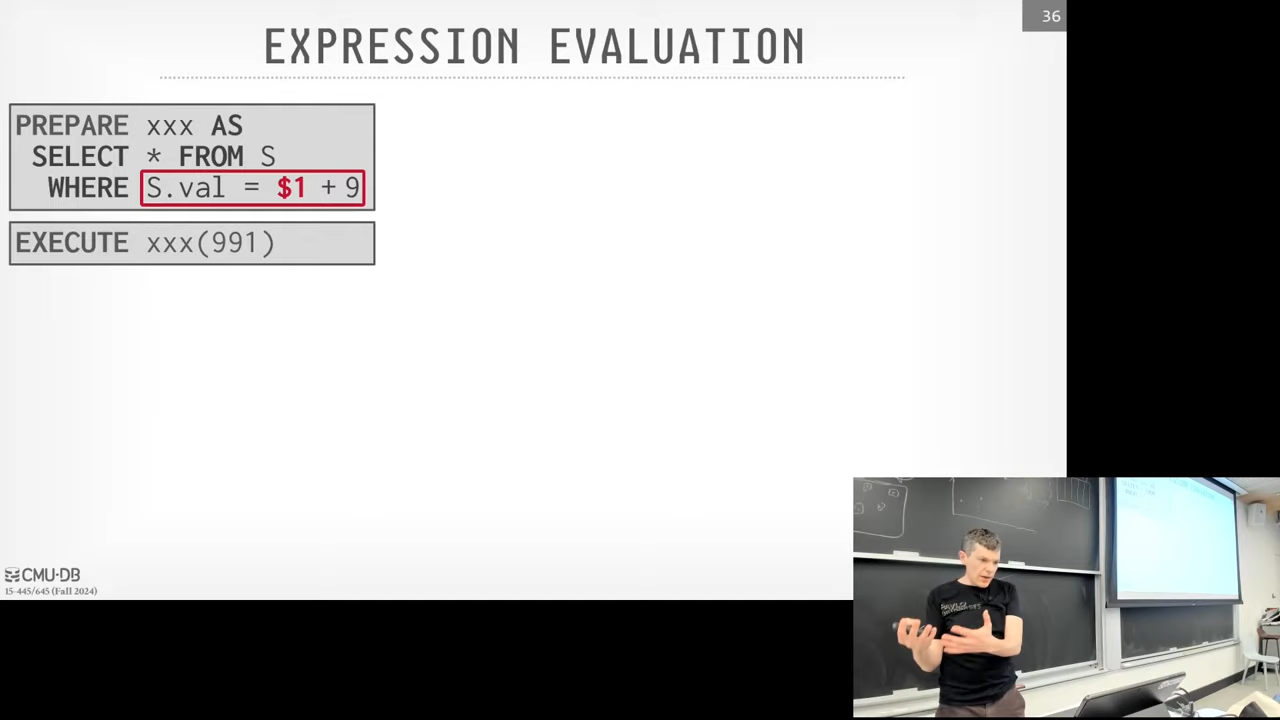 36
EXPRESSION EVALUATION
PREPARE xxx AS
SELECT * FROM S
WHERE S.val = $1 + 9
EXECUTE xxx(991)
CMU·DB
15-445/645 (Fall 2024)